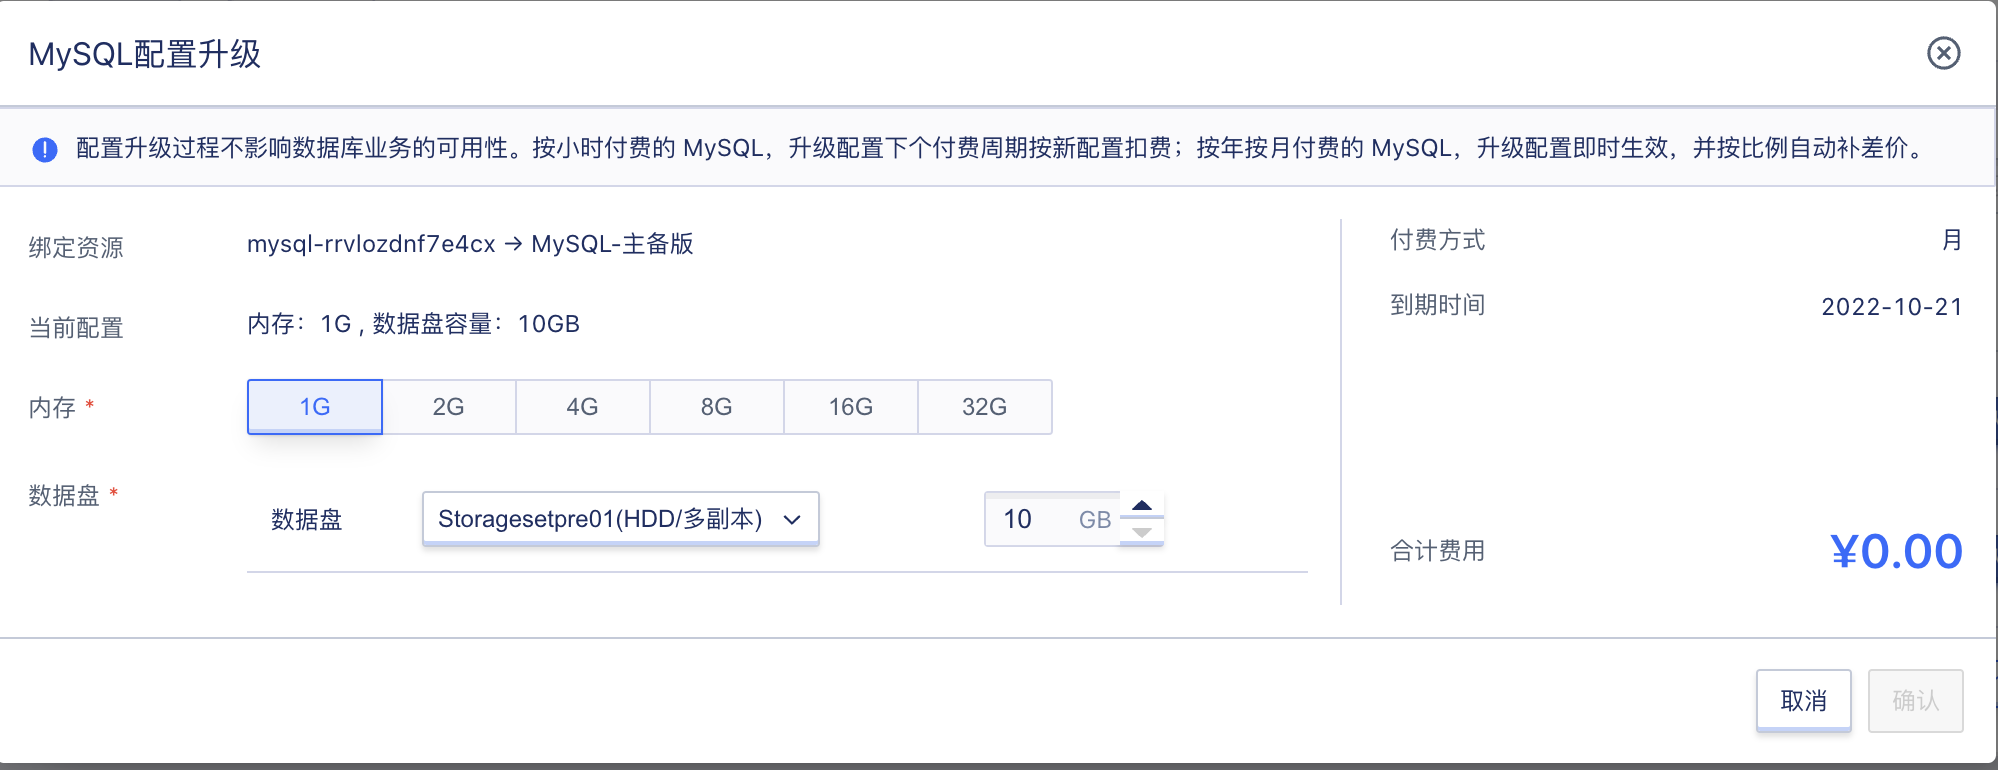 MySQL配置升级
配置升级过程不影响数据库业务的可用性。按小时付费的 MySQL，升级配置下个付费周期按新配置扣费；按年按月付费的 MySQL，升级配置即时生效，并按比例自动补差价。
绑定资源 mysql-rrvlozdnf7e4cx → MySQL-主备版
当前配置 内存：1G , 数据盘容量：10GB
内存 * 1G 2G 4G 8G 16G 32G
数据盘 *
数据盘 Storagesetpre01(HDD/多副本) 10 GB
付费方式 月
到期时间 2022-10-21
合计费用 ¥0.00
取消 确认